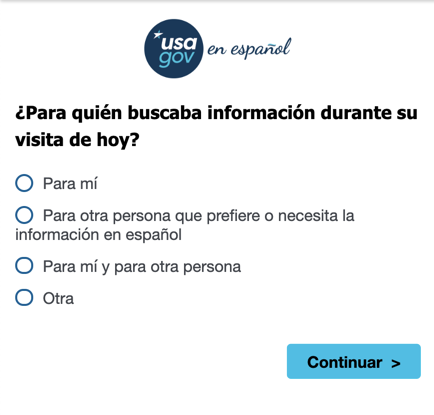 usa
gov
en español
¿Para quién buscaba información durante su
visita de hoy?
Para mí
Para otra persona que prefiere o necesita la
información en español
Para mí y para otra persona
Otra
Continuar >